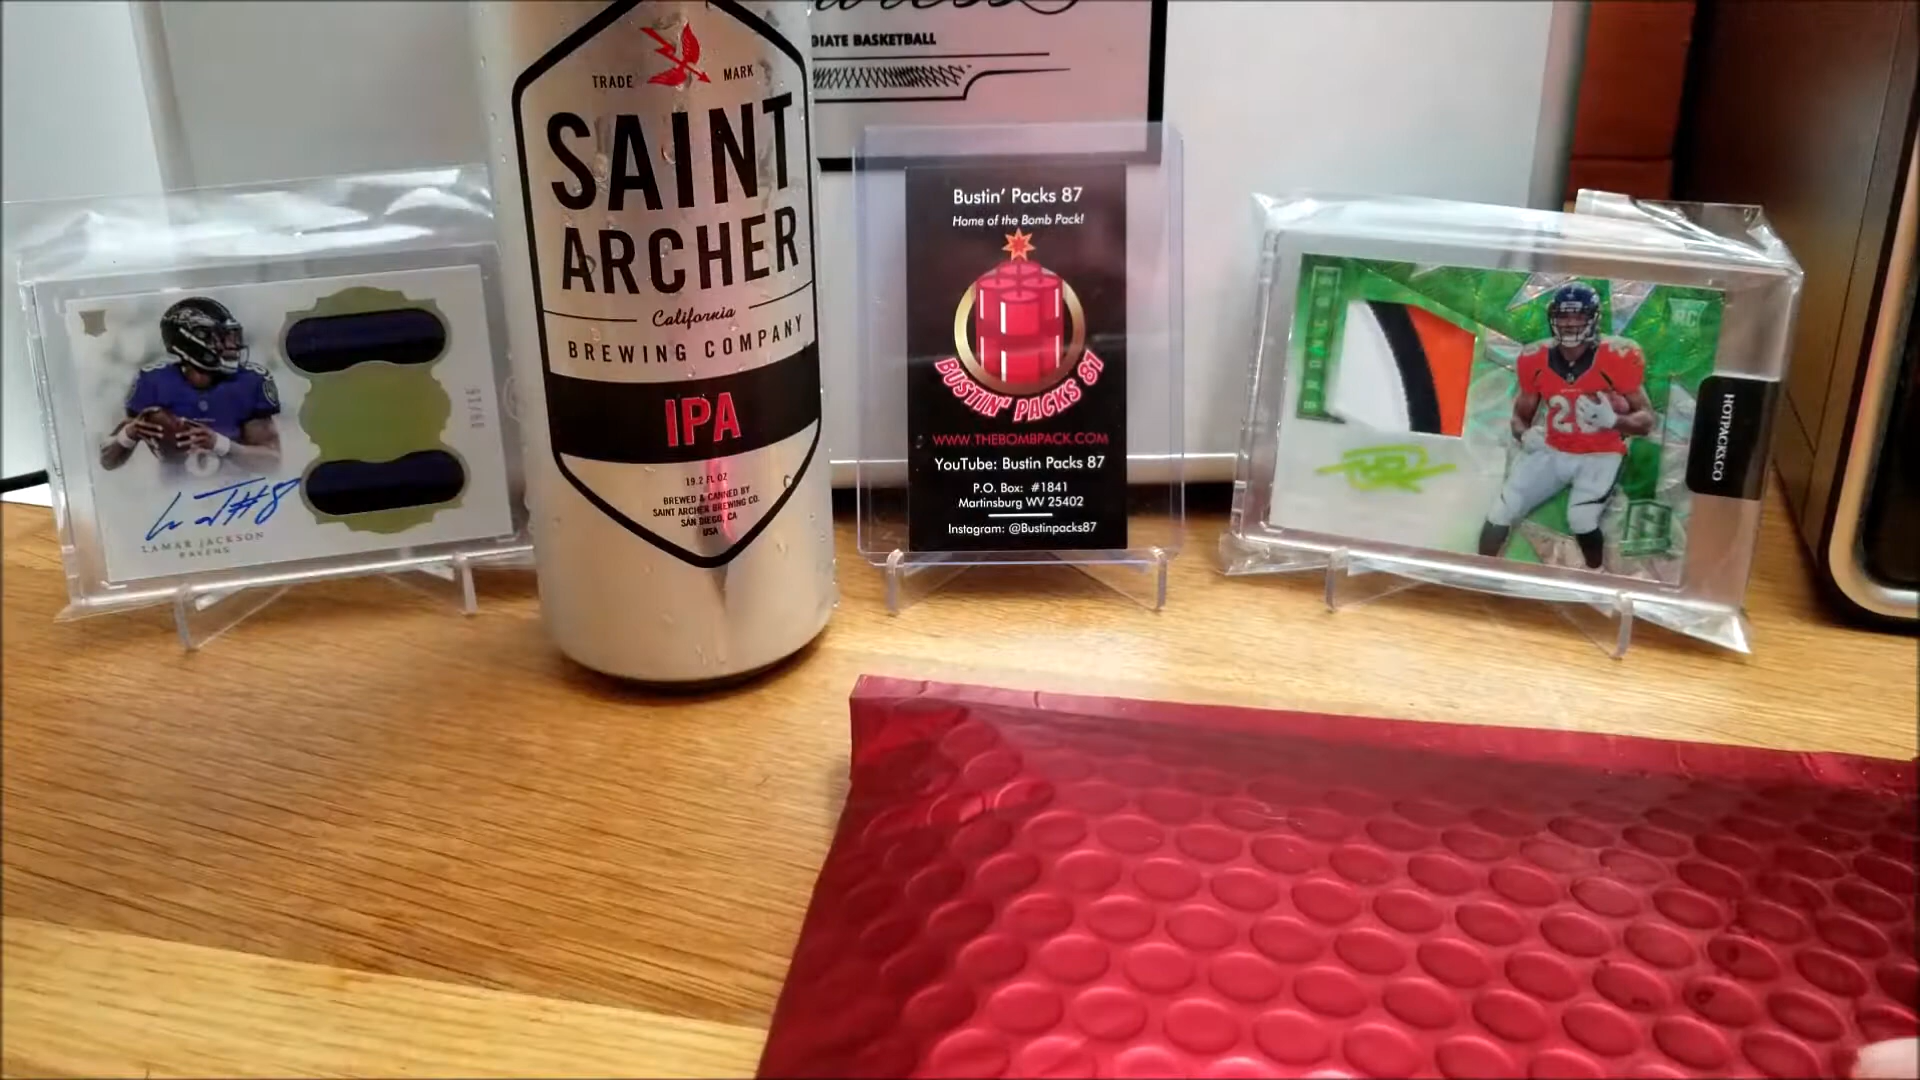 GIATE BASKETBALL
TRADE MARK
SAINT
ARCHER
California
BREWING COMPANY
IPA
19.2 FL OZ
BREWED & CANNED BY
SAINT ARCHER BREWING CO.
SAN DIEGO, CA
USA
LAMAR JACKSON
RAVENS
Bustin' Packs 87
Home of the Bomb Pack!
BUSTIN' PACKS 87
WWW.THEBOMBPACK.COM
YouTube: Bustin Packs 87
P.O. Box: #1841
Martinsburg WV 25402
Instagram: @Bustinpacks87
BRONCOS
RC
HOTPACKS.CO